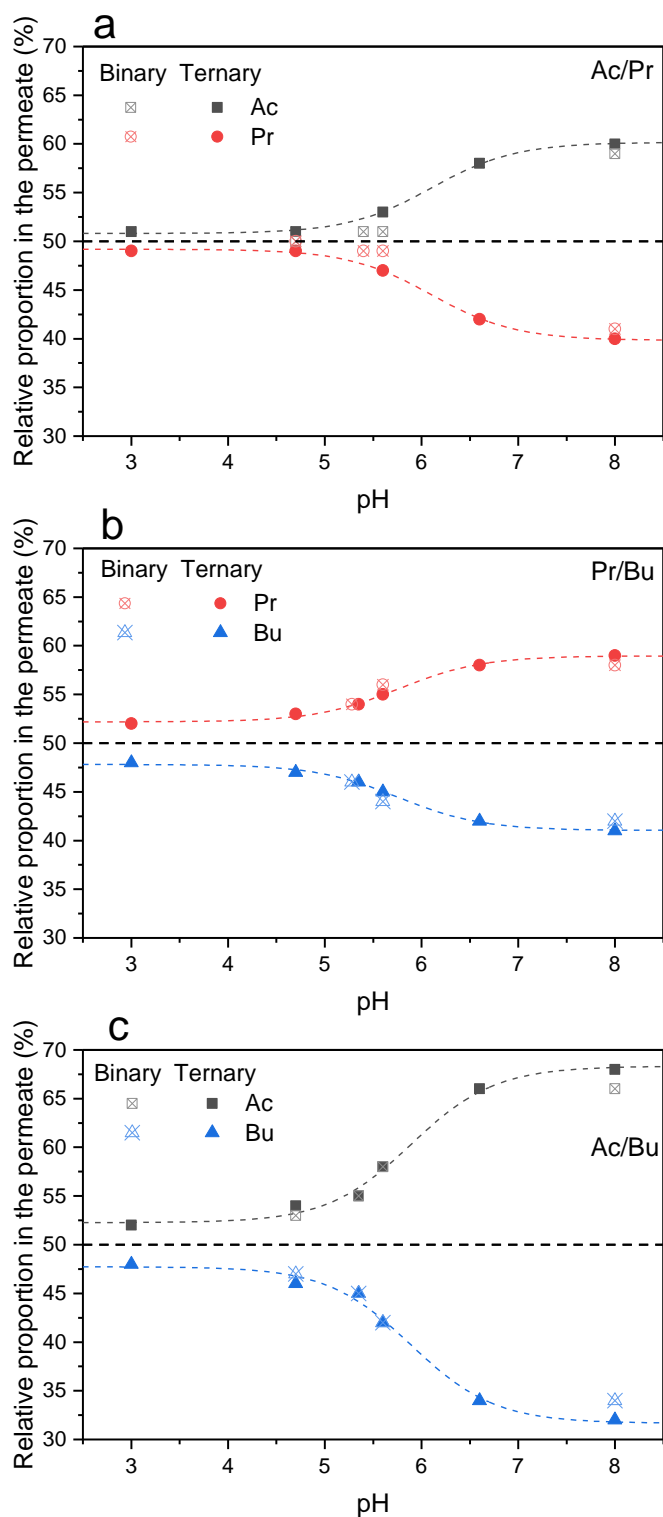 a
Relative proportion in the permeate (%)
70
65
60
55
50
45
40
35
30
Binary Ternary
Ac
Pr
Ac/Pr
3 4 5 6 7 8
pH
b
Relative proportion in the permeate (%)
70
65
60
55
50
45
40
35
30
Binary Ternary
Pr
Bu
Pr/Bu
3 4 5 6 7 8
pH
c
Relative proportion in the permeate (%)
70
65
60
55
50
45
40
35
30
Binary Ternary
Ac
Bu
Ac/Bu
3 4 5 6 7 8
pH